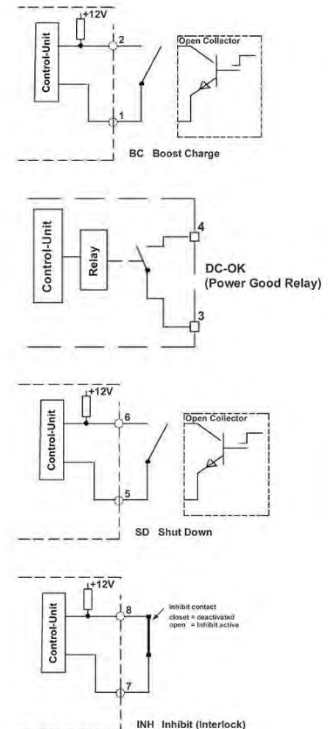 +12V
Control-Unit
2
1
Open Collector
BC Boost Charge
Control-Unit
Relay
4
3
DC-OK
(Power Good Relay)
+12V
Control-Unit
6
5
Open Collector
SD Shut Down
+12V
Control-Unit
8
7
Inhibit contact
closet = deactivated
open = Inhibit active
INH Inhibit (Interlock)